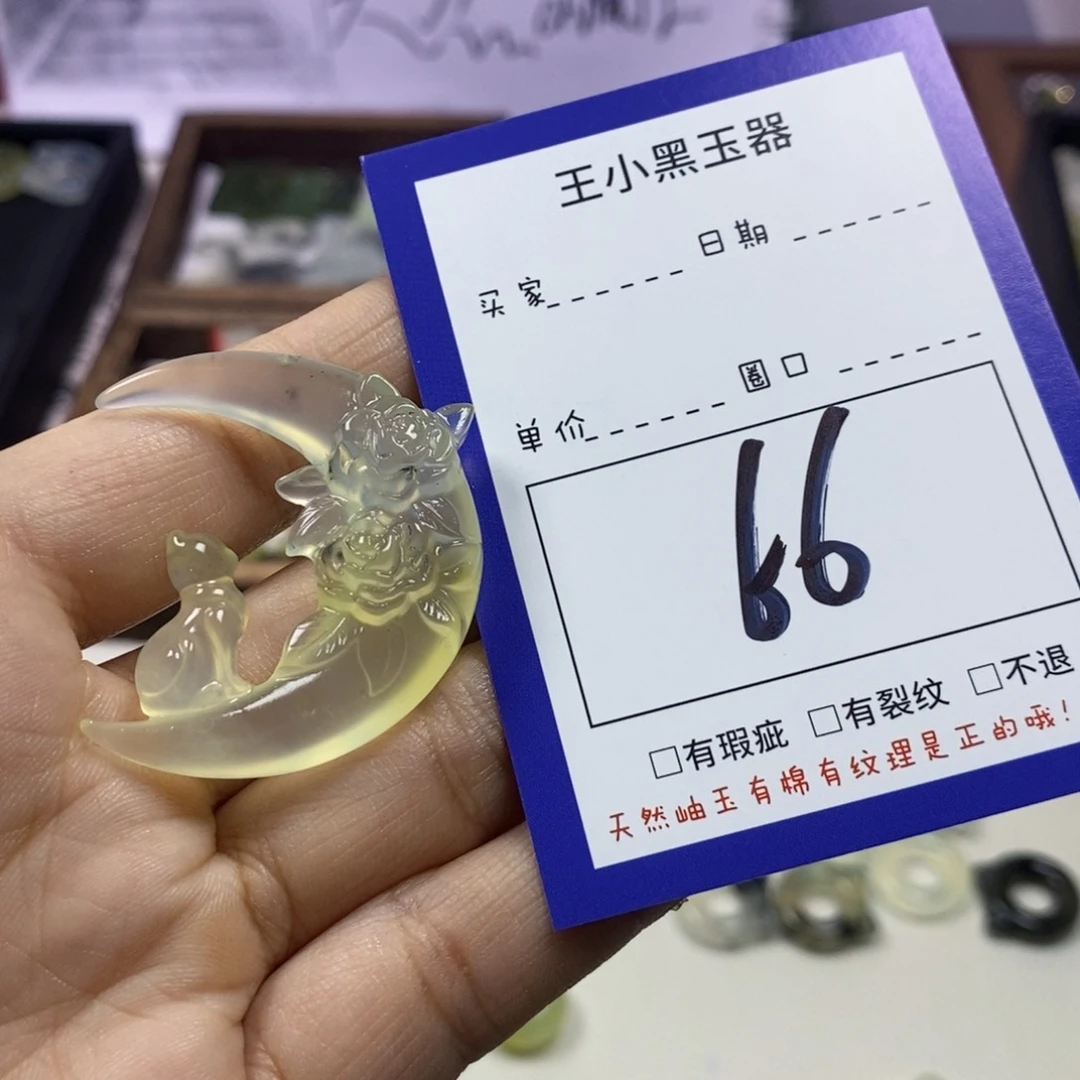 王小黑玉器
买家------ 日期------
单价------ 圈口------
66
□有瑕疵 □有裂纹 □不退
天然岫玉有棉有纹理是正的哦!